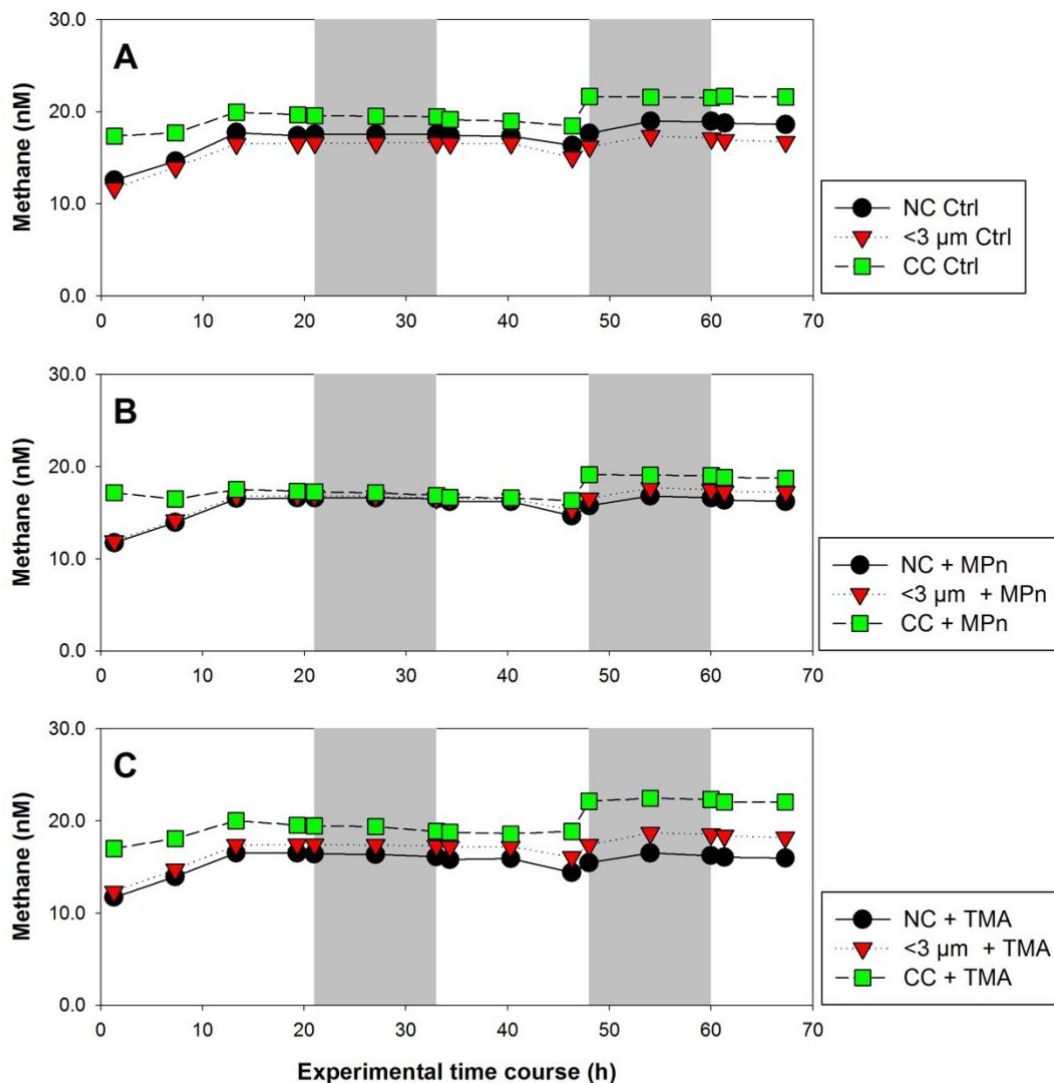 A
Methane (nM)
30.0
20.0
10.0
0.0
0 10 20 30 40 50 60 70
NC Ctrl
<3 µm Ctrl
CC Ctrl
B
Methane (nM)
30.0
20.0
10.0
0.0
0 10 20 30 40 50 60 70
NC + MPn
<3 µm + MPn
CC + MPn
C
Methane (nM)
30.0
20.0
10.0
0.0
0 10 20 30 40 50 60 70
NC + TMA
<3 µm + TMA
CC + TMA
Experimental time course (h)